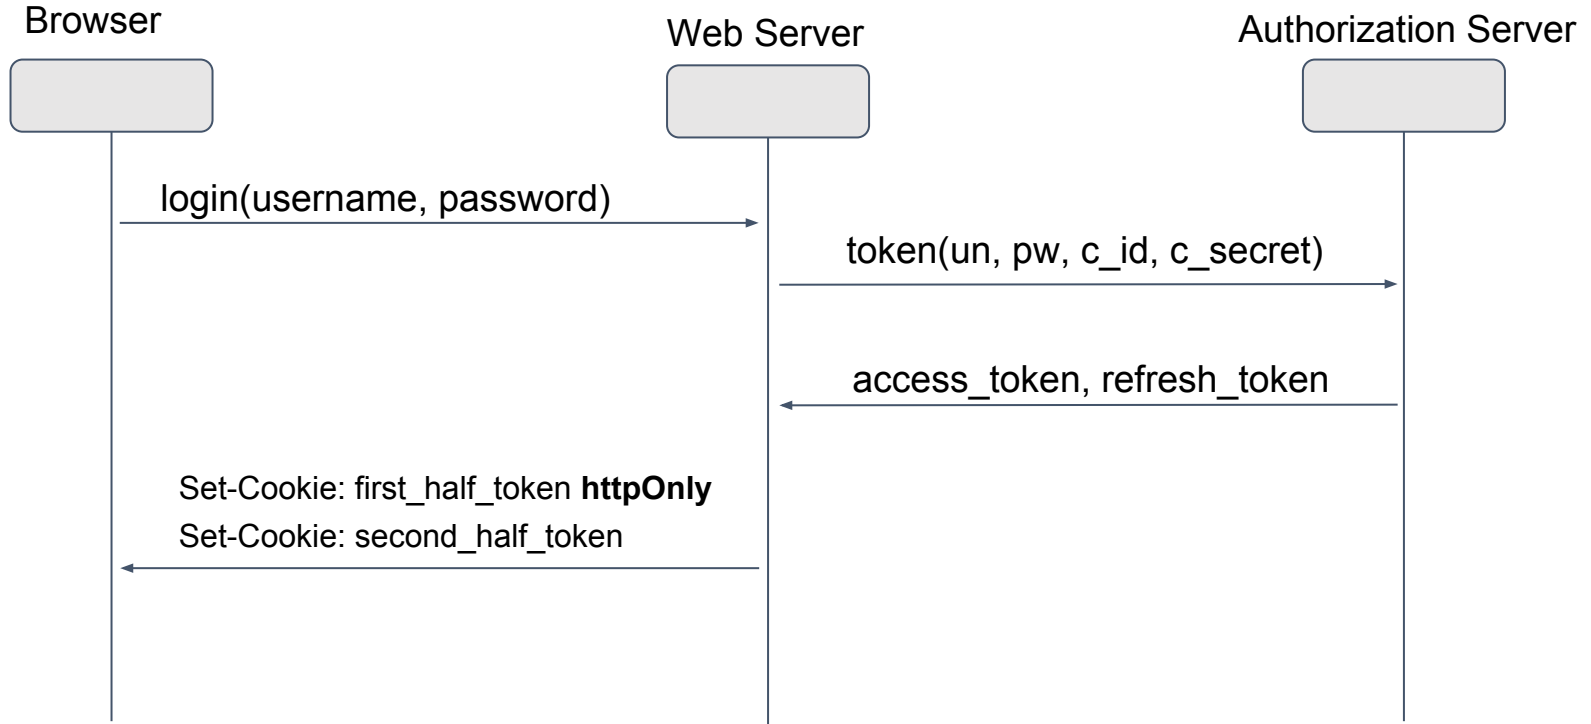 Browser
Web Server
Authorization Server
login(username, password)
token(un, pw, c_id, c_secret)
access_token, refresh_token
Set-Cookie: first_half_token httpOnly
Set-Cookie: second_half_token